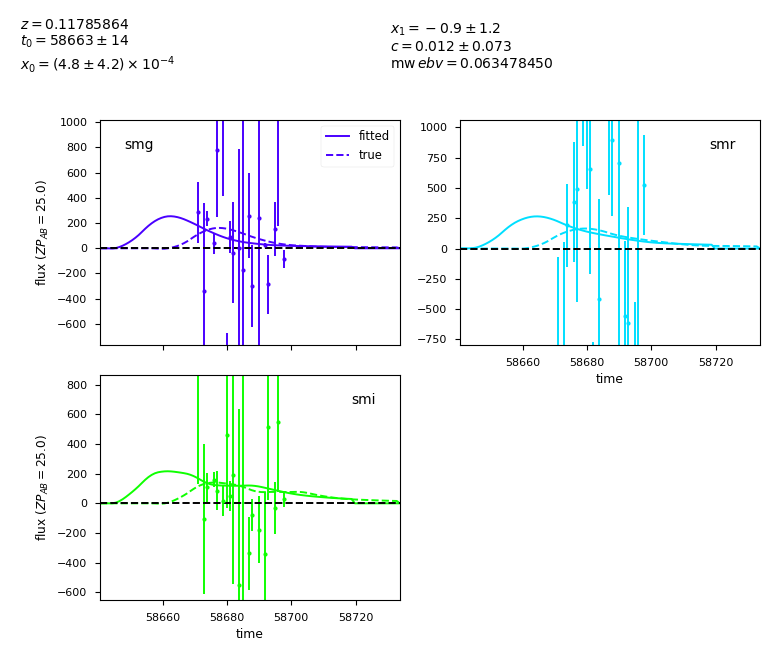 z = 0.11785864
t₀ = 58663 ± 14
x₀ = (4.8 ± 4.2) × 10⁻⁴
x₁ = −0.9 ± 1.2
c = 0.012 ± 0.073
mw ebv = 0.063478450
1000
800
600
400
200
0
−200
−400
−600
flux (ZP_AB = 25.0)
smg
fitted
true
1000
750
500
250
0
−250
−500
−750
smr
58660 58680 58700 58720
time
800
600
400
200
0
−200
−400
−600
flux (ZP_AB = 25.0)
smi
58660 58680 58700 58720
time